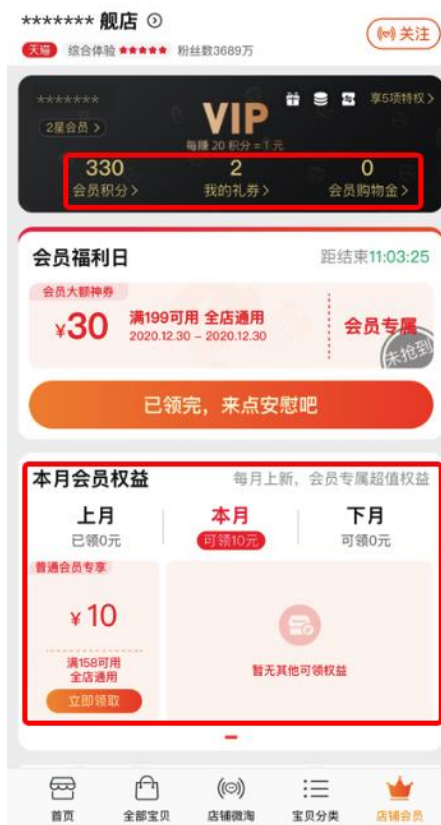 ******* 舰店
关注
天猫 综合体验 ★★★★★ 粉丝数3689万
*******
享5项特权>
2星会员 >
VIP
每赚 20 积分 = 1 元
330 2 0
会员积分> 我的礼券> 会员购物金>
会员福利日 距结束11:03:25
会员大额神券
¥30 满199可用 全店通用
2020.12.30 – 2020.12.30
会员专属
未抢到
已领完，来点安慰吧
本月会员权益 每月上新，会员专属超值权益
上月 本月 下月
已领0元 可领10元 可领0元
普通会员专享
¥ 10
满158可用
全店通用
立即领取
暂无其他可领权益
首页 全部宝贝 店铺微淘 宝贝分类 店铺会员